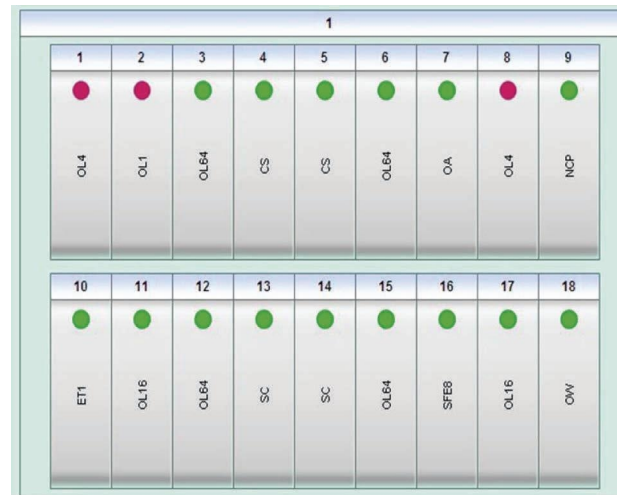 1
1 2 3 4 5 6 7 8 9
OL4 OL1 OL64 CS CS OL64 OA OL4 NCP
10 11 12 13 14 15 16 17 18
ET1 OL16 OL64 SC SC OL64 SFE8 OL16 OW